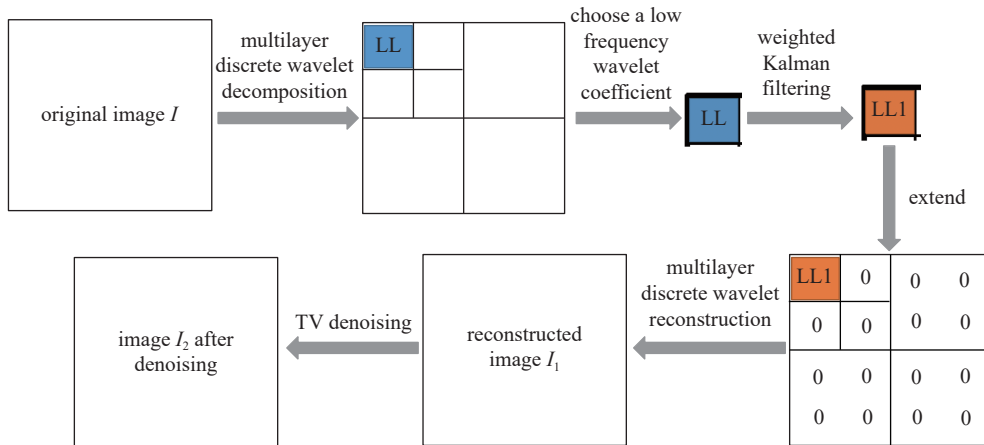 original image I
multilayer
discrete wavelet
decomposition
LL
choose a low
frequency
wavelet
coefficient
LL
weighted
Kalman
filtering
LL1
extend
LL1 0 0 0
0 0 0 0
0 0 0 0
0 0 0 0
multilayer
discrete wavelet
reconstruction
reconstructed
image I₁
TV denoising
image I₂ after
denoising